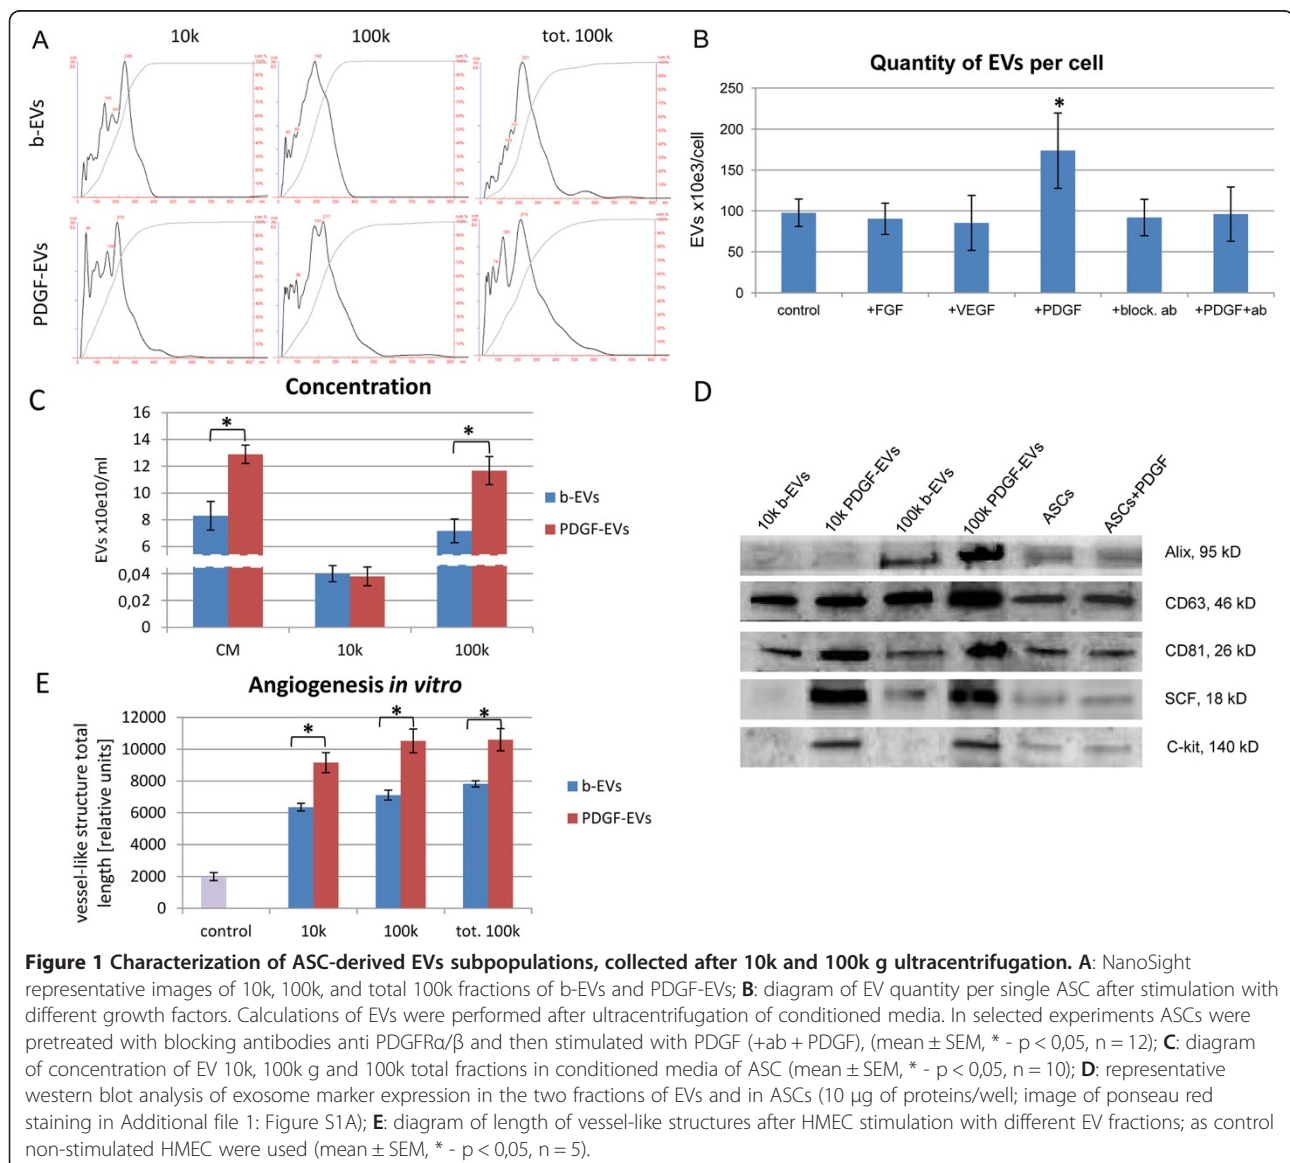 A
10k
100k
tot. 100k
b-EVs
PDGF-EVs
B
Quantity of EVs per cell
EVs x10e3/cell
250
200
150
100
50
0
*
control
+FGF
+VEGF
+PDGF
+block. ab
+PDGF+ab
C
Concentration
EVs x10e10/ml
16
14
12
10
8
6
0,04
0,02
0
*
*
CM
10k
100k
b-EVs
PDGF-EVs
D
10k b-EVs
10k PDGF-EVs
100k b-EVs
100k PDGF-EVs
ASCs
ASCs+PDGF
Alix, 95 kD
CD63, 46 kD
CD81, 26 kD
SCF, 18 kD
C-kit, 140 kD
E
Angiogenesis in vitro
vessel-like structure total
length [relative units]
12000
10000
8000
6000
4000
2000
0
*
*
*
control
10k
100k
tot. 100k
b-EVs
PDGF-EVs
Figure 1 Characterization of ASC-derived EVs subpopulations, collected after 10k and 100k g ultracentrifugation. A: NanoSight
representative images of 10k, 100k, and total 100k fractions of b-EVs and PDGF-EVs; B: diagram of EV quantity per single ASC after stimulation with
different growth factors. Calculations of EVs were performed after ultracentrifugation of conditioned media. In selected experiments ASCs were
pretreated with blocking antibodies anti PDGFRα/β and then stimulated with PDGF (+ab + PDGF), (mean ± SEM, * - p < 0,05, n = 12); C: diagram
of concentration of EV 10k, 100k g and 100k total fractions in conditioned media of ASC (mean ± SEM, * - p < 0,05, n = 10); D: representative
western blot analysis of exosome marker expression in the two fractions of EVs and in ASCs (10 μg of proteins/well; image of ponseau red
staining in Additional file 1: Figure S1A); E: diagram of length of vessel-like structures after HMEC stimulation with different EV fractions; as control
non-stimulated HMEC were used (mean ± SEM, * - p < 0,05, n = 5).